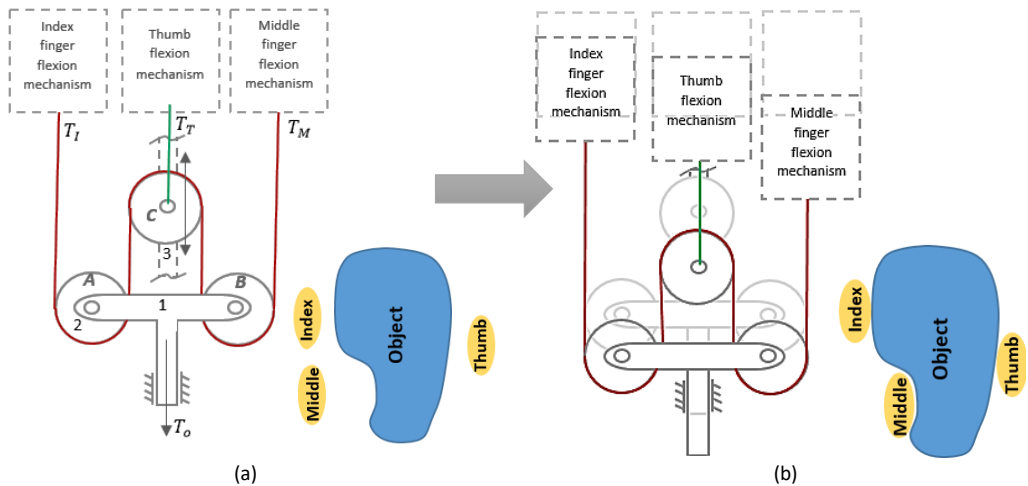 Index
finger
flexion
mechanism)
Thumb
flexion
mechanism
Middle
finger
flexion
mechanism)
T_I
T_T
T_M
C
3
A
B
1
2
T_o
Index
Middle
Object
Thumb
(a)
Index
finger
flexion
mechanism)
Thumb
flexion
mechanism)
Middle
finger
flexion
mechanism)
Index
Middle
Object
Thumb
(b)